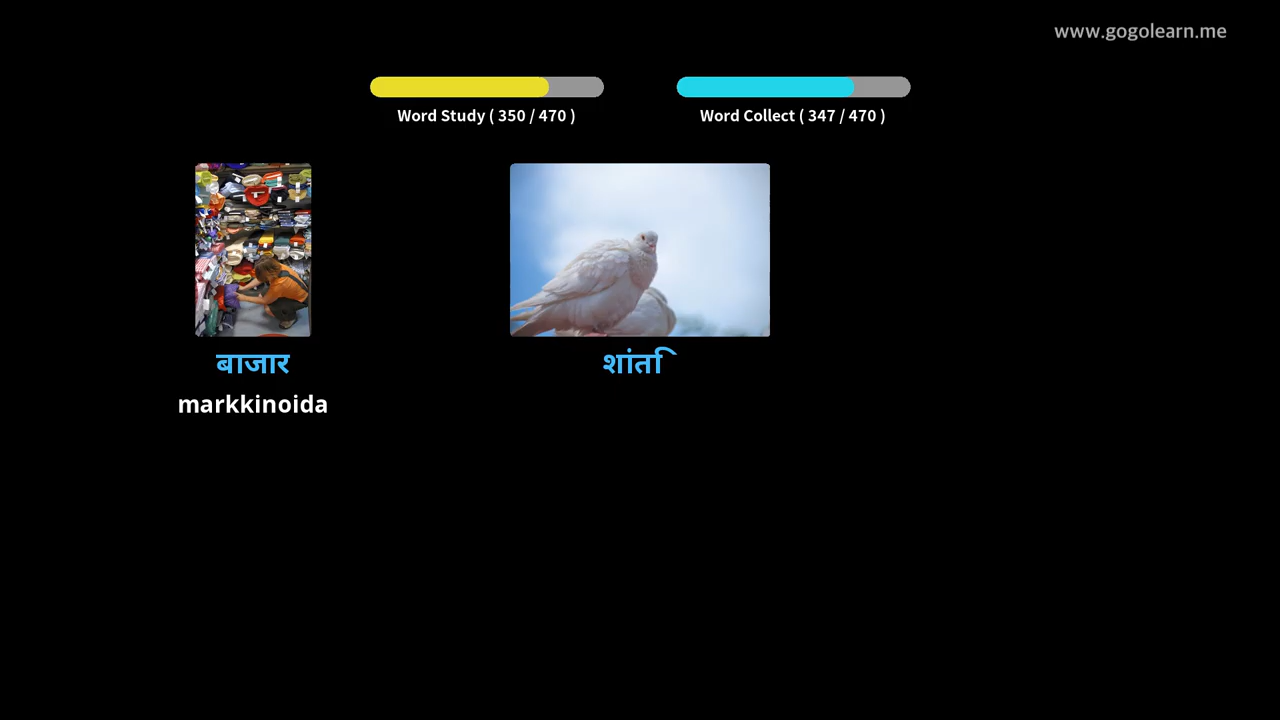 www.gogolearn.me
Word Study ( 350 / 470 )
Word Collect ( 347 / 470 )
बाजार
शांति
markkinoida